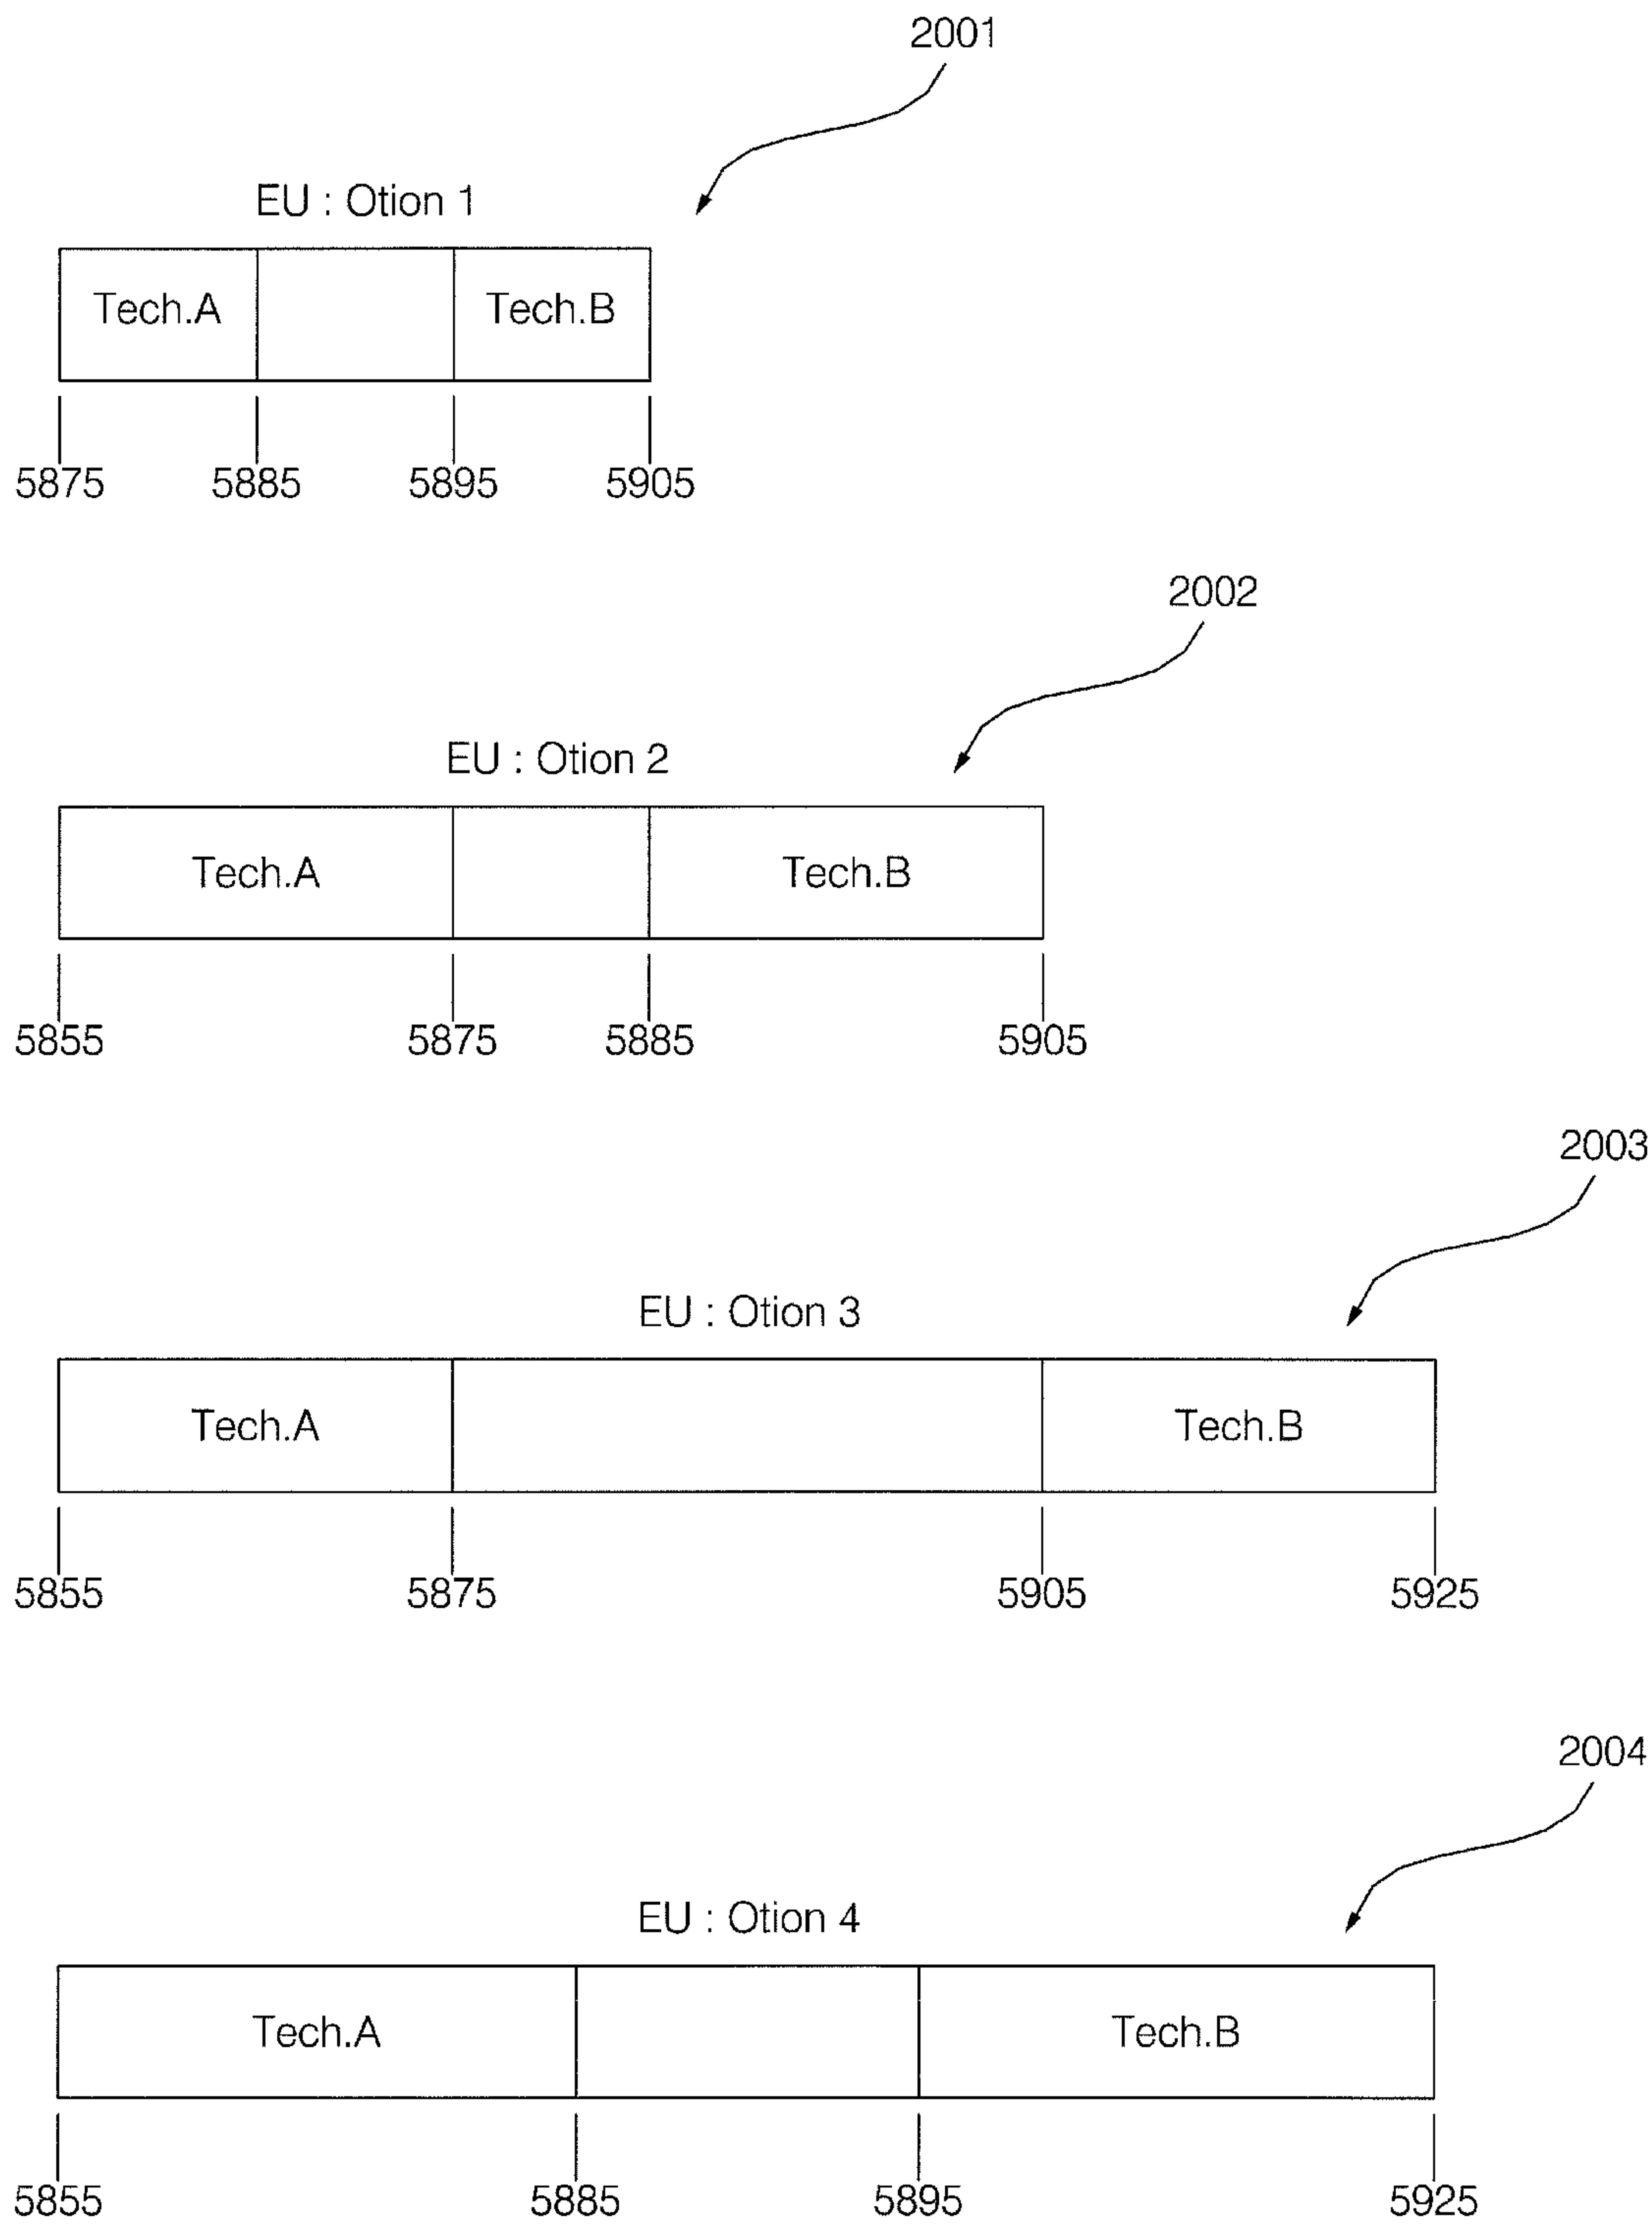 2001
EU : Otion 1
Tech.A Tech.B
5875 5885 5895 5905
2002
EU : Otion 2
Tech.A Tech.B
5855 5875 5885 5905
2003
EU : Otion 3
Tech.A Tech.B
5855 5875 5905 5925
2004
EU : Otion 4
Tech.A Tech.B
5855 5885 5895 5925